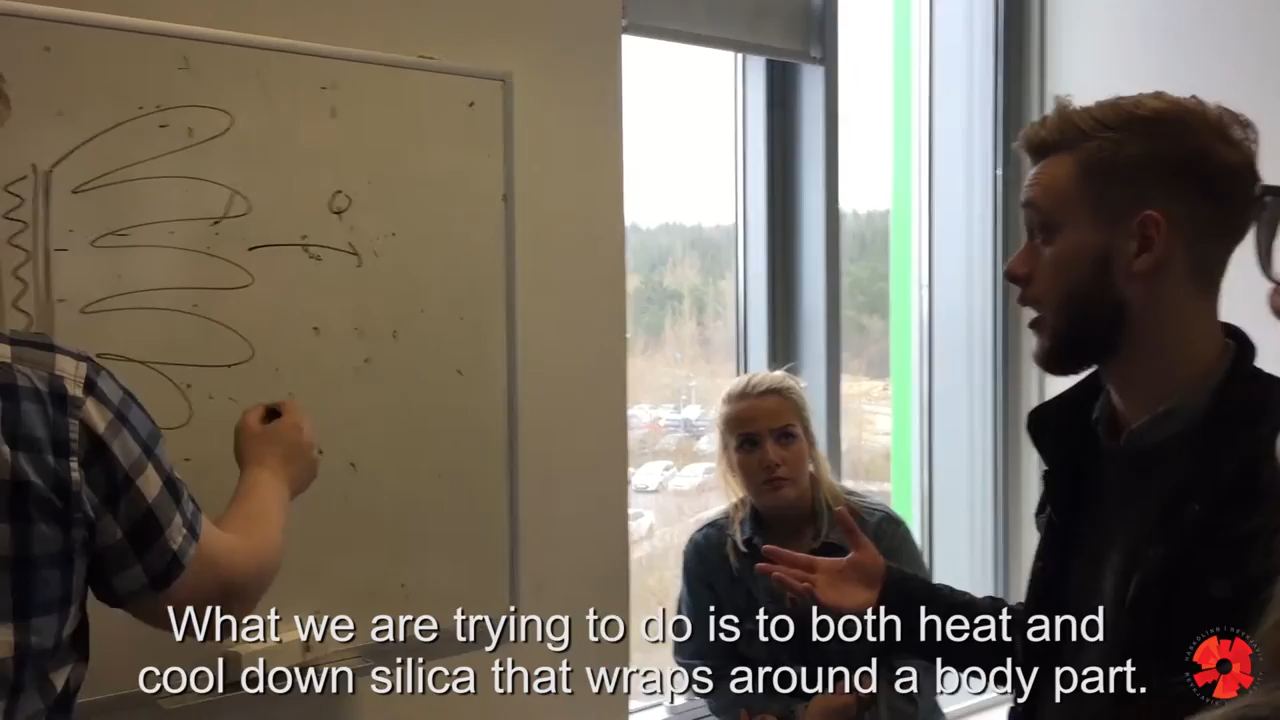 What we are trying to do is to both heat and
cool down silica that wraps around a body part.